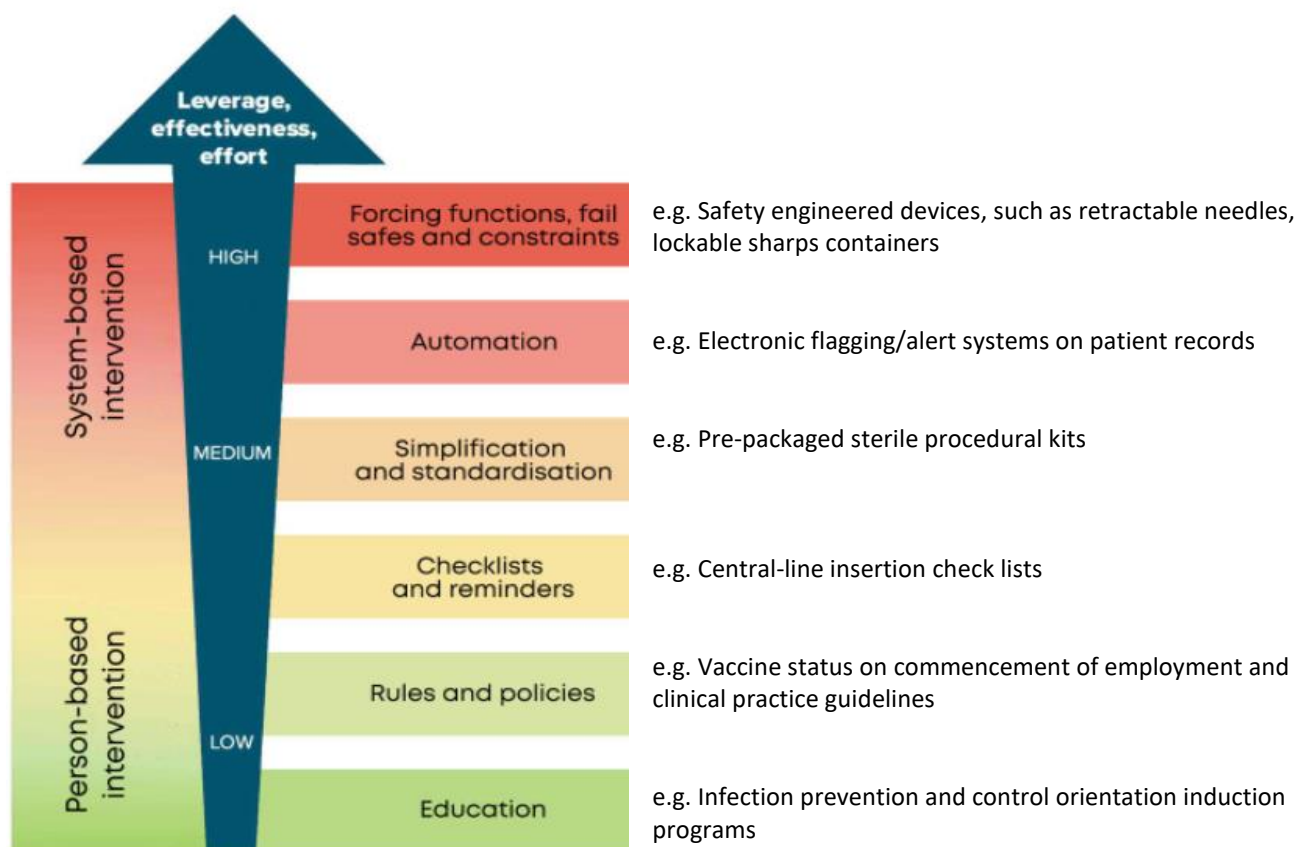 Leverage,
effectiveness,
effort
System-based
intervention
Person-based
intervention
HIGH
MEDIUM
LOW
Forcing functions, fail
safes and constraints
e.g. Safety engineered devices, such as retractable needles,
lockable sharps containers
Automation
e.g. Electronic flagging/alert systems on patient records
Simplification
and standardisation
e.g. Pre-packaged sterile procedural kits
Checklists
and reminders
e.g. Central-line insertion check lists
Rules and policies
e.g. Vaccine status on commencement of employment and
clinical practice guidelines
Education
e.g. Infection prevention and control orientation induction
programs